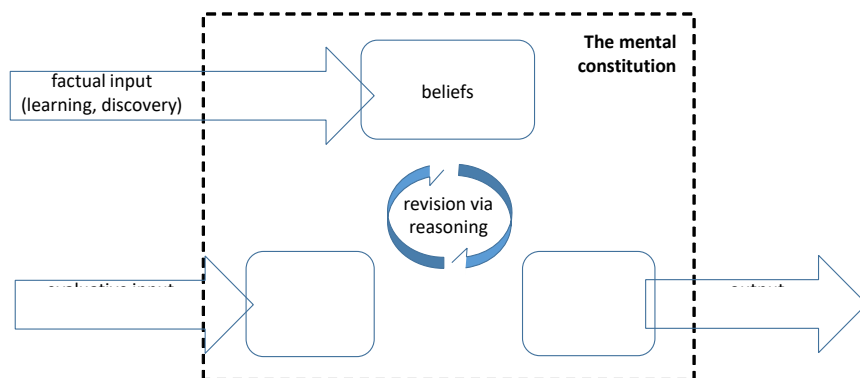 The mental
constitution
factual input
(learning, discovery)
beliefs
revision via
reasoning